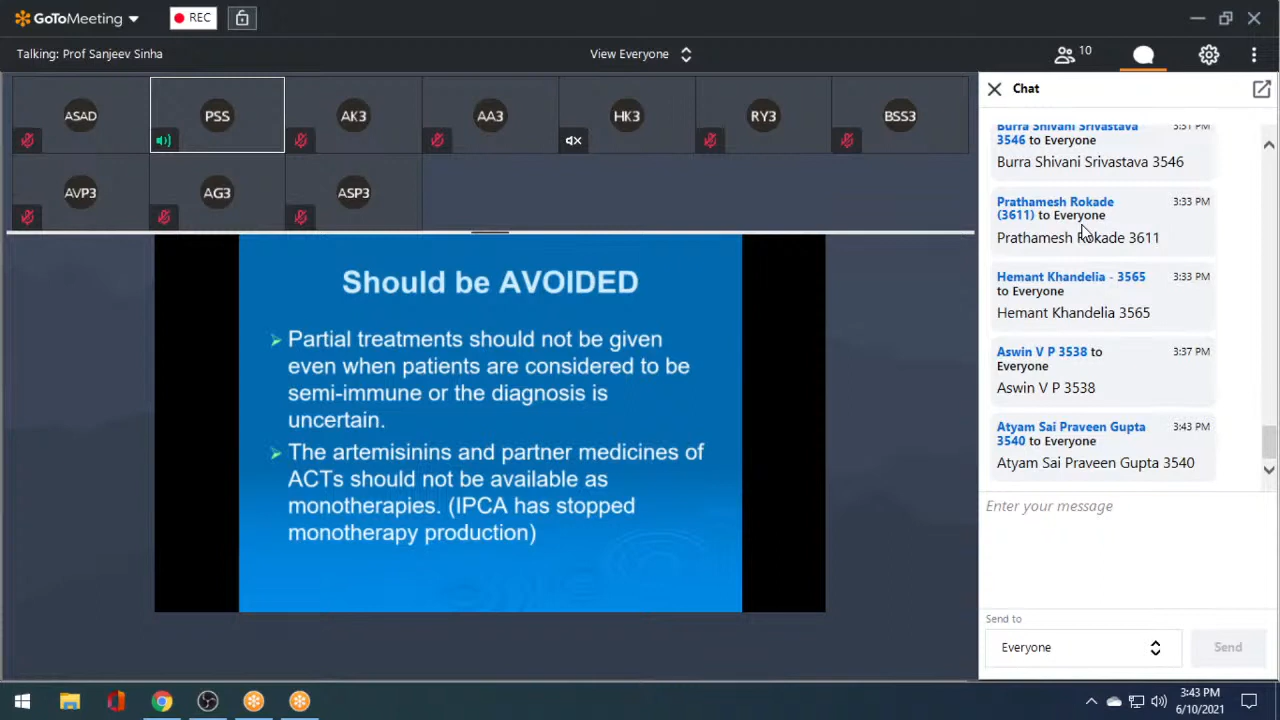 GoToMeeting
REC
Talking: Prof Sanjeev Sinha
View Everyone
10
ASAD
PSS
AK3
AA3
HK3
RY3
BSS3
AVP3
AG3
ASP3
Should be AVOIDED
Partial treatments should not be given
even when patients are considered to be
semi-immune or the diagnosis is
uncertain.
The artemisinins and partner medicines of
ACTs should not be available as
monotherapies. (IPCA has stopped
monotherapy production)
Chat
Burra Shivani Srivastava 3:31 PM
3546 to Everyone
Burra Shivani Srivastava 3546
Prathamesh Rokade 3:33 PM
(3611) to Everyone
Prathamesh Rokade 3611
Hemant Khandelia - 3565 3:33 PM
to Everyone
Hemant Khandelia 3565
Aswin V P 3538 to 3:37 PM
Everyone
Aswin V P 3538
Atyam Sai Praveen Gupta 3:43 PM
3540 to Everyone
Atyam Sai Praveen Gupta 3540
Enter your message
Send to
Everyone
Send
3:43 PM
6/10/2021